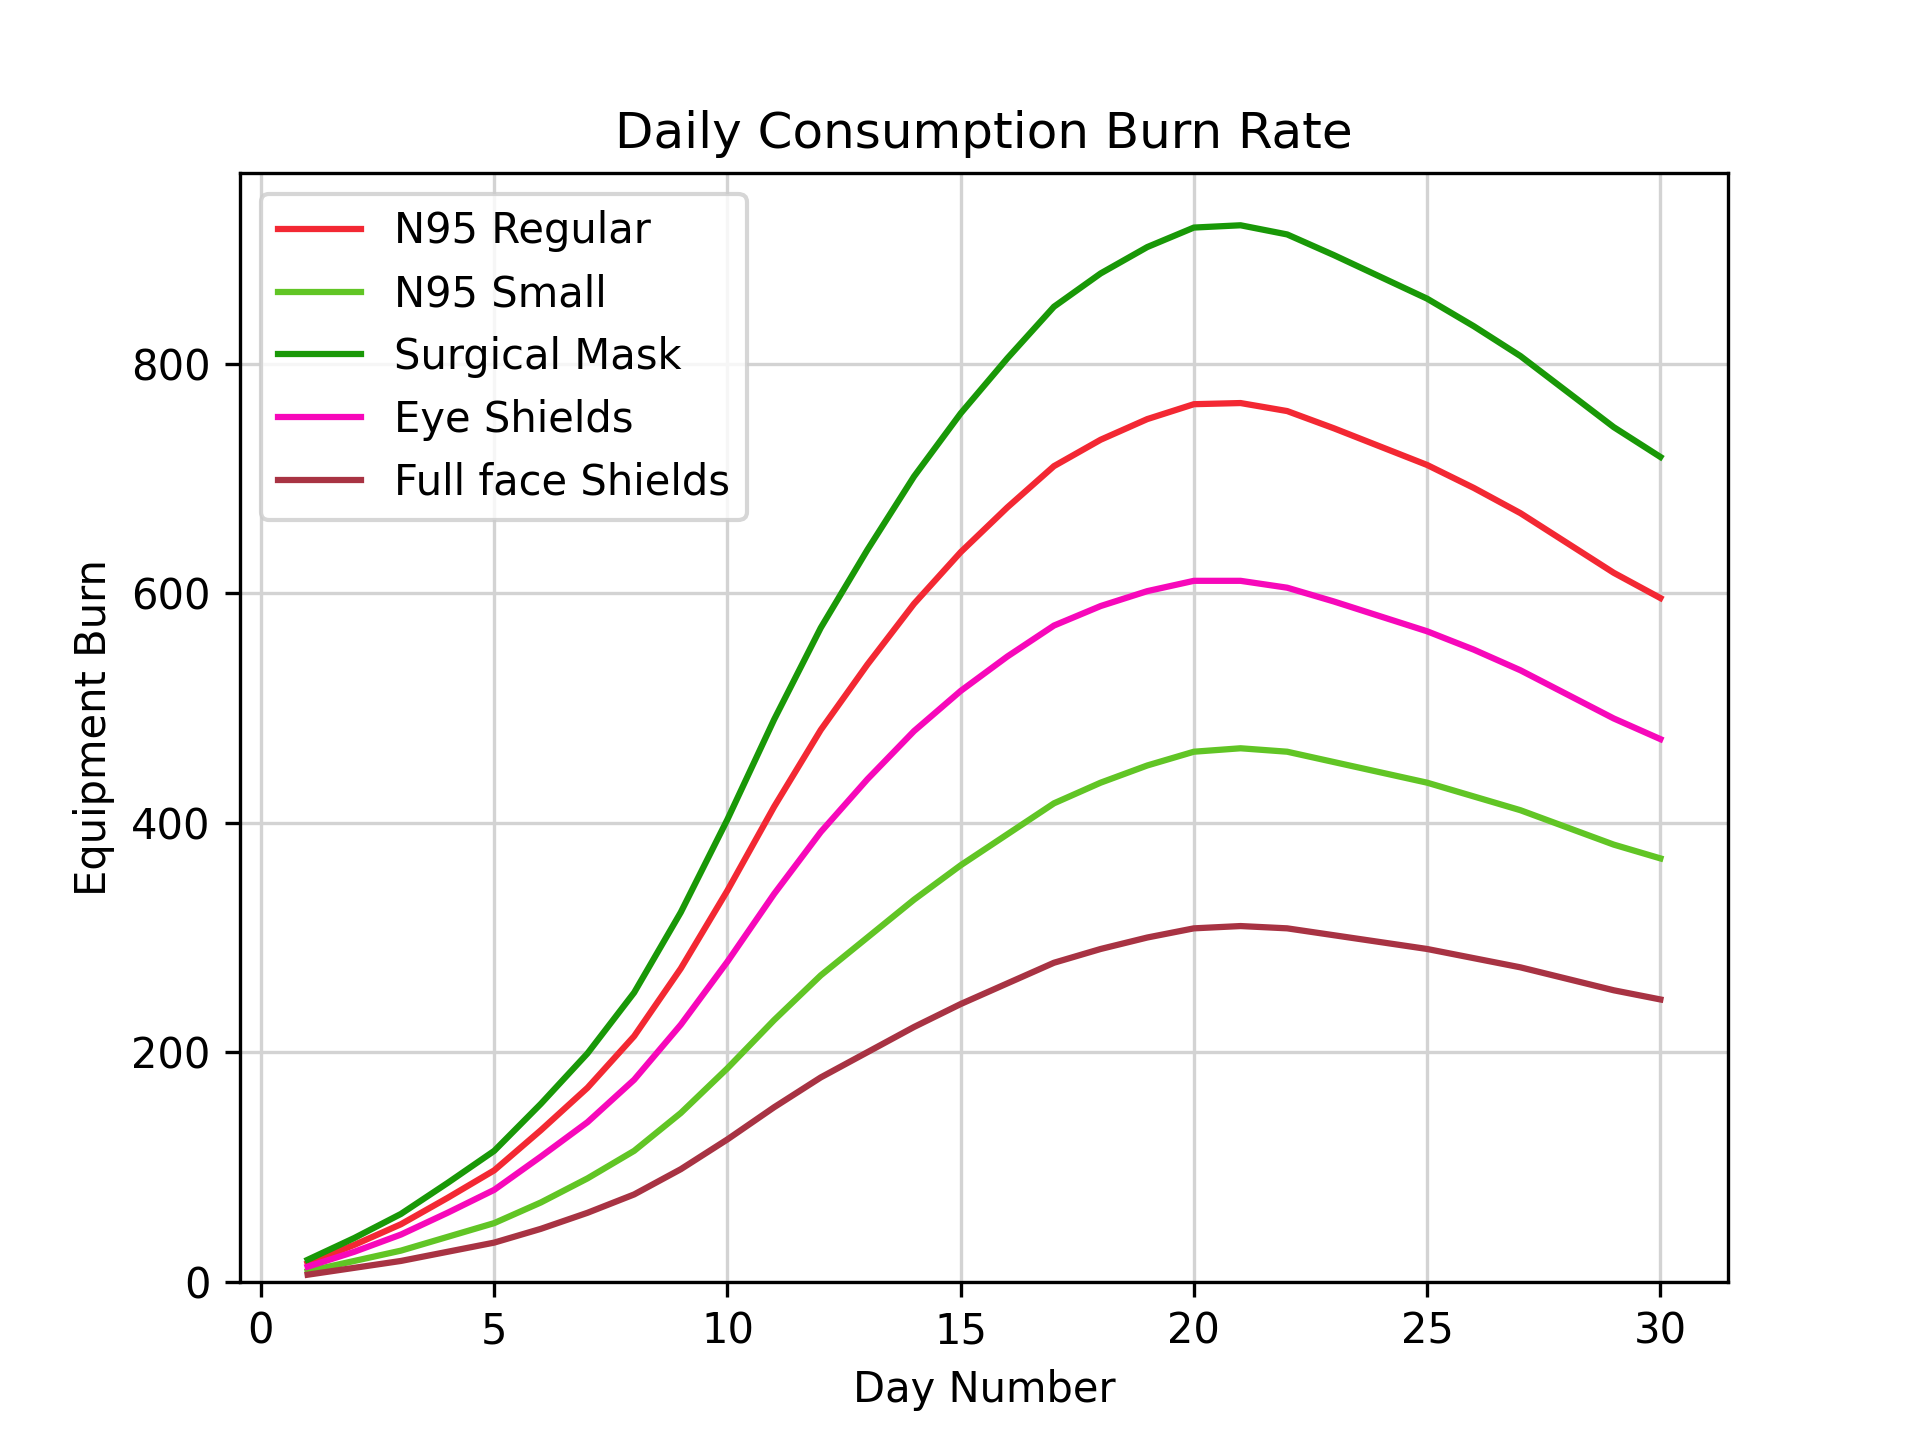 Daily Consumption Burn Rate
N95 Regular
N95 Small
Surgical Mask
Eye Shields
Full face Shields
Equipment Burn
800
600
400
200
0
0 5 10 15 20 25 30
Day Number